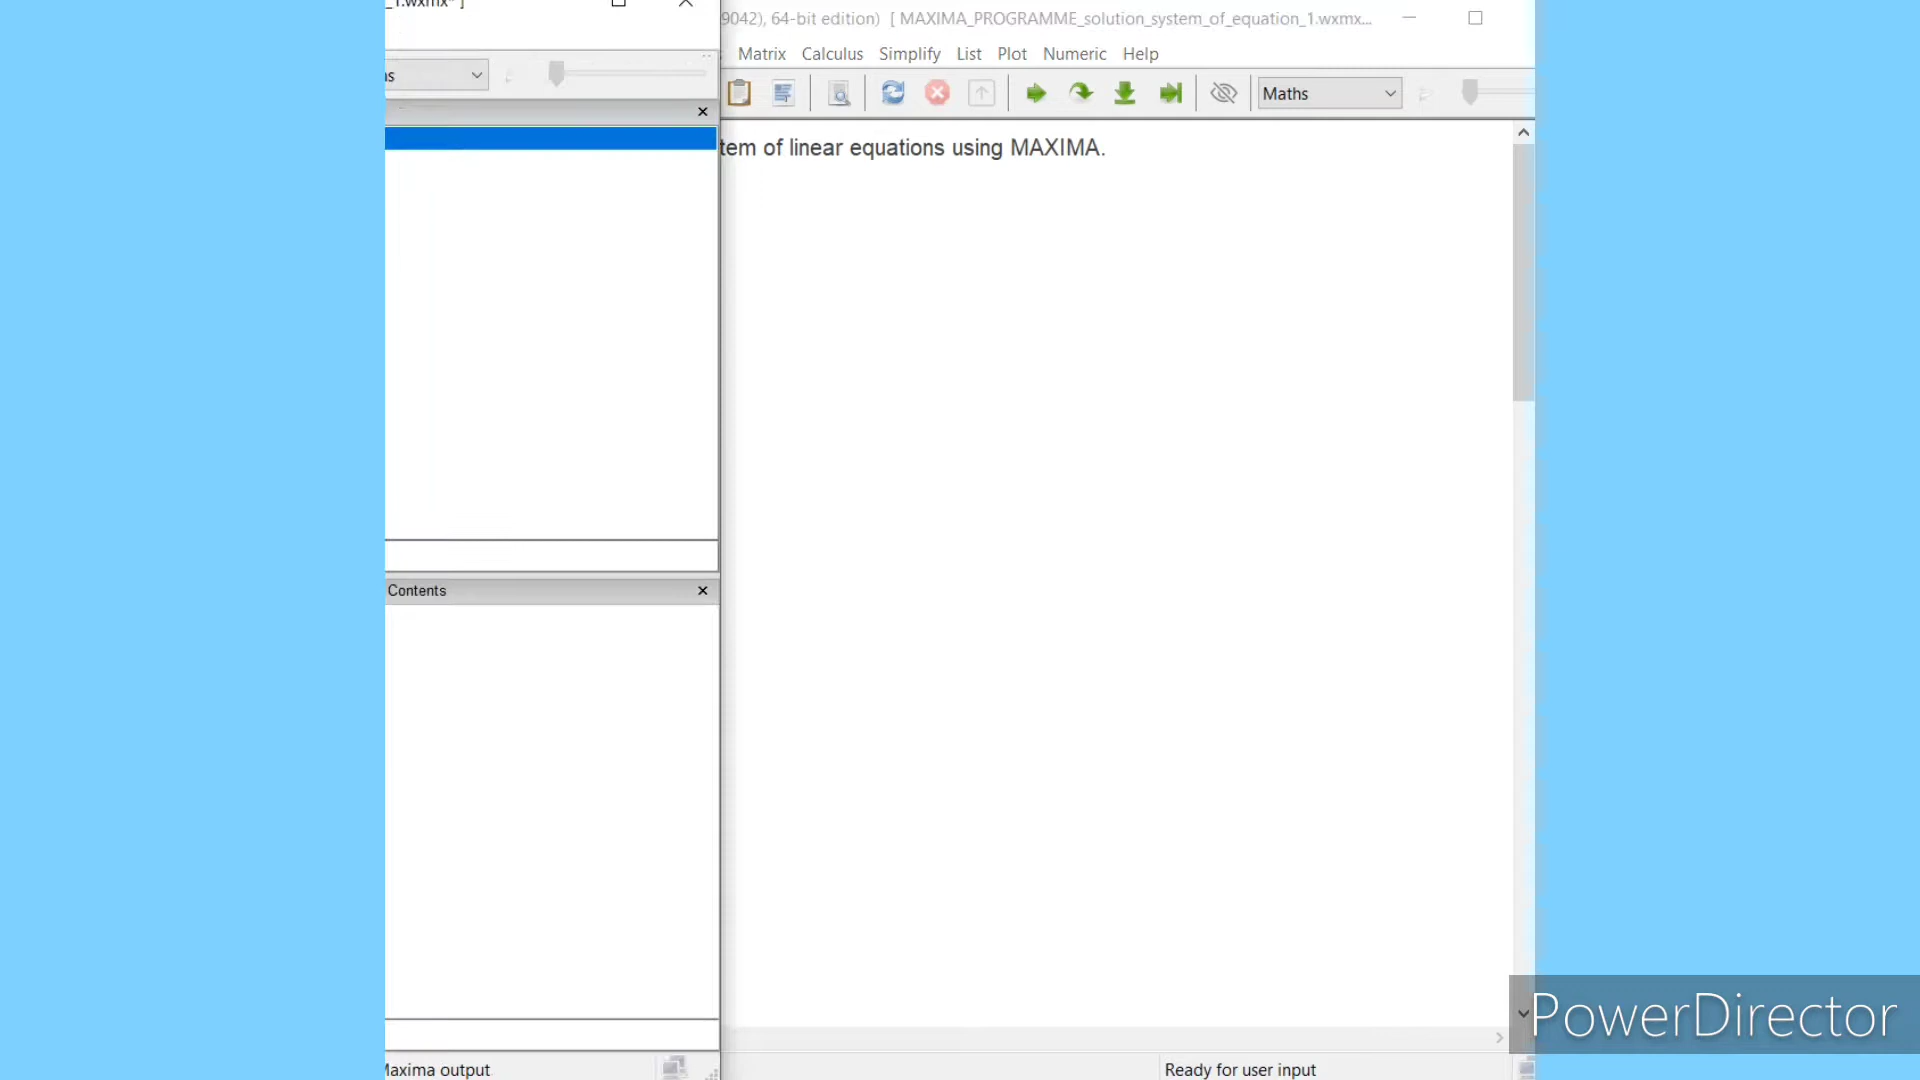 _1.wxmx* ]
9042), 64-bit edition) [ MAXIMA_PROGRAMME_solution_system_of_equation_1.wxmx...
Matrix Calculus Simplify List Plot Numeric Help
Maths
tem of linear equations using MAXIMA.
Contents
Maxima output
Ready for user input
PowerDirector